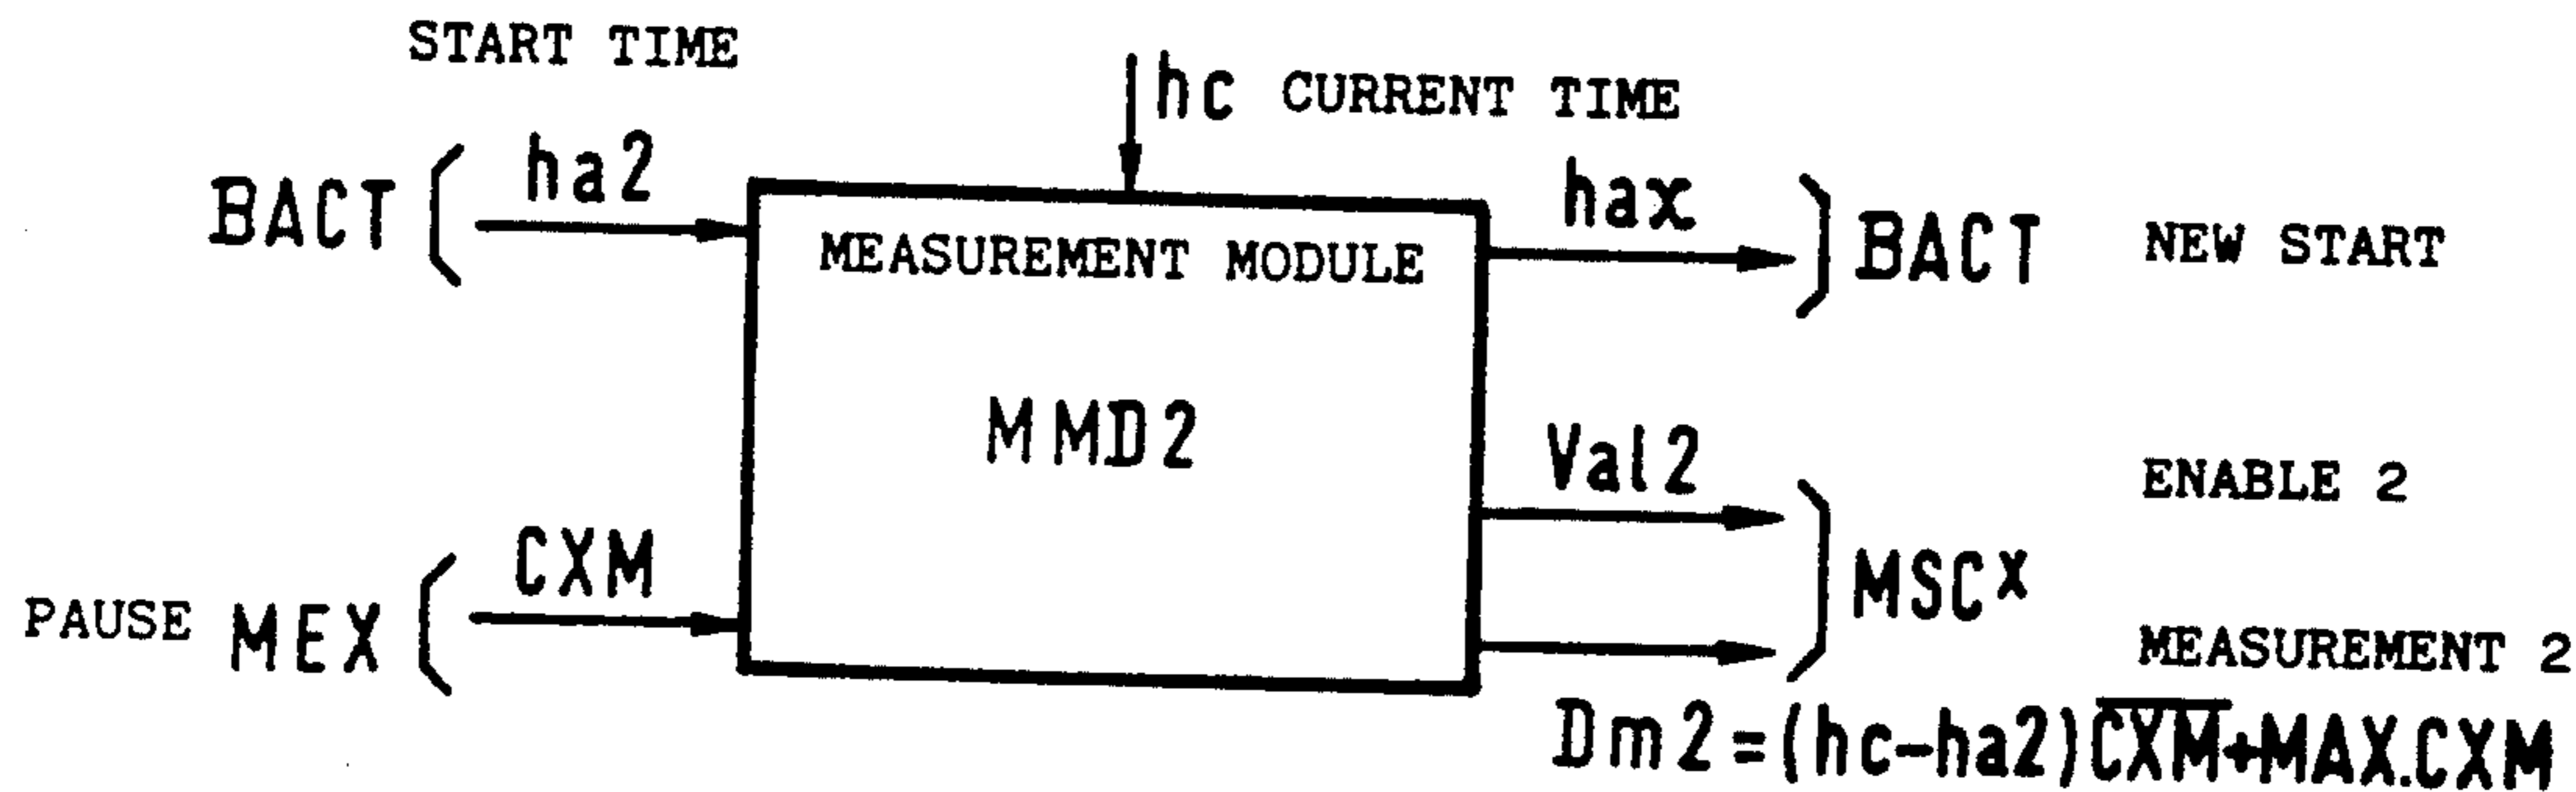 START TIME
hc CURRENT TIME
BACT ha2
hax BACT NEW START
MEASUREMENT MODULE
MMD2
Val2
ENABLE 2
PAUSE MEX CXM
MSCx
MEASUREMENT 2
Dm2=(hc-ha2)C̅X̅M̅+MAX.CXM